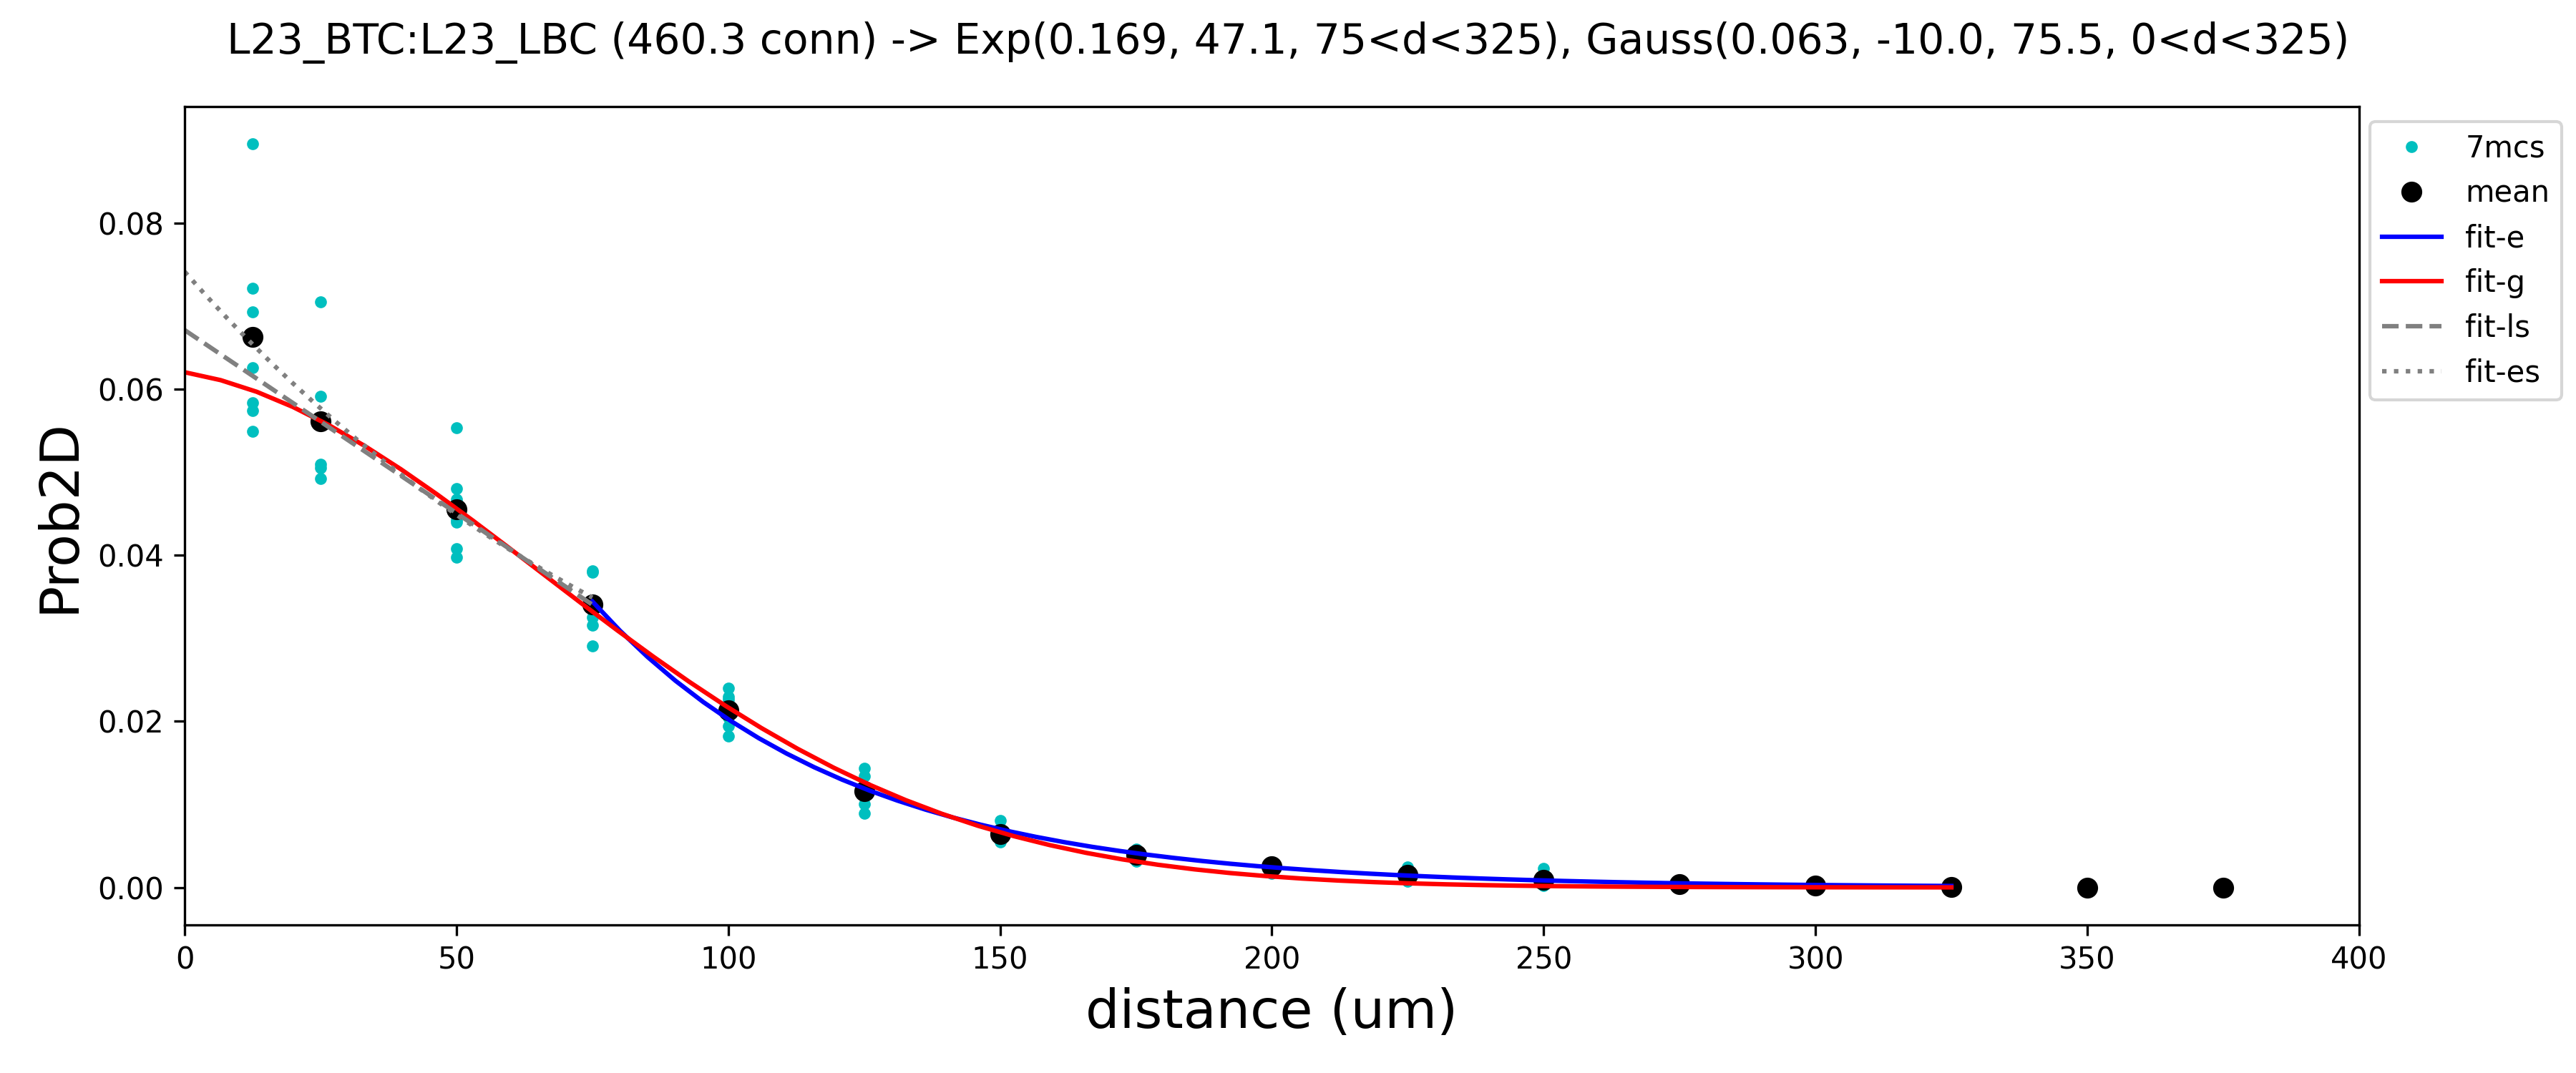 L23_BTC:L23_LBC (460.3 conn) -> Exp(0.169, 47.1, 75<d<325), Gauss(0.063, -10.0, 75.5, 0<d<325)
7mcs
mean
fit-e
fit-g
fit-ls
fit-es
Prob2D
0.08
0.06
0.04
0.02
0.00
0 50 100 150 200 250 300 350 400
distance (um)